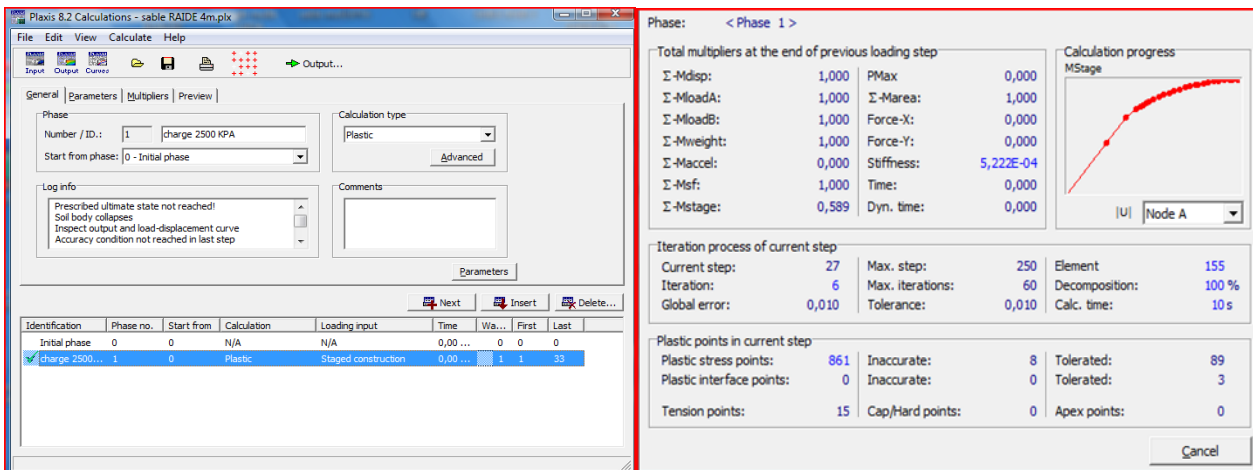 Plaxis 8.2 Calculations - sable RAIDE 4m.plx
File Edit View Calculate Help
Input Output Curves Output...
General Parameters Multipliers Preview
Phase
Number / ID.: 1 charge 2500 KPA
Start from phase: 0 - Initial phase
Calculation type
Plastic
Advanced
Log info
Prescribed ultimate state not reached!
Soil body collapses
Inspect output and load-displacement curve
Accuracy condition not reached in last step
Comments
Parameters
Next Insert Delete...
Identification Phase no. Start from Calculation Loading input Time Wa... First Last
Initial phase 0 0 N/A N/A 0,00 ... 0 0 0
charge 2500... 1 0 Plastic Staged construction 0,00 ... 1 1 33
Phase: < Phase 1 >
Total multipliers at the end of previous loading step
Σ-Mdisp: 1,000 PMax 0,000
Σ-MloadA: 1,000 Σ-Marea: 1,000
Σ-MloadB: 1,000 Force-X: 0,000
Σ-Mweight: 1,000 Force-Y: 0,000
Σ-Maccel: 0,000 Stiffness: 5,222E-04
Σ-Msf: 1,000 Time: 0,000
Σ-Mstage: 0,589 Dyn. time: 0,000
Calculation progress
MStage
|U| Node A
Iteration process of current step
Current step: 27 Max. step: 250 Element 155
Iteration: 6 Max. iterations: 60 Decomposition: 100 %
Global error: 0,010 Tolerance: 0,010 Calc. time: 10 s
Plastic points in current step
Plastic stress points: 861 Inaccurate: 8 Tolerated: 89
Plastic interface points: 0 Inaccurate: 0 Tolerated: 3
Tension points: 15 Cap/Hard points: 0 Apex points: 0
Cancel